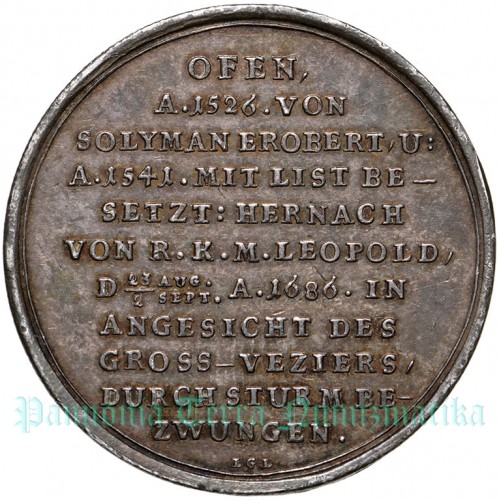 OFEN,
A.1526.VON
SOLYMAN EROBERT, U:
A.1541.MIT LIST BE–
SETZT: HERNACH
VON R.K.M.LEOPOLD,
D 23 AUG. / 2 SEPT. A.1686. IN
ANGESICHT DES
GROSS–VEZIERS,
DURCH STURM BE–
ZWUNGEN.
LGL
Pannonia Terra Numizmatika